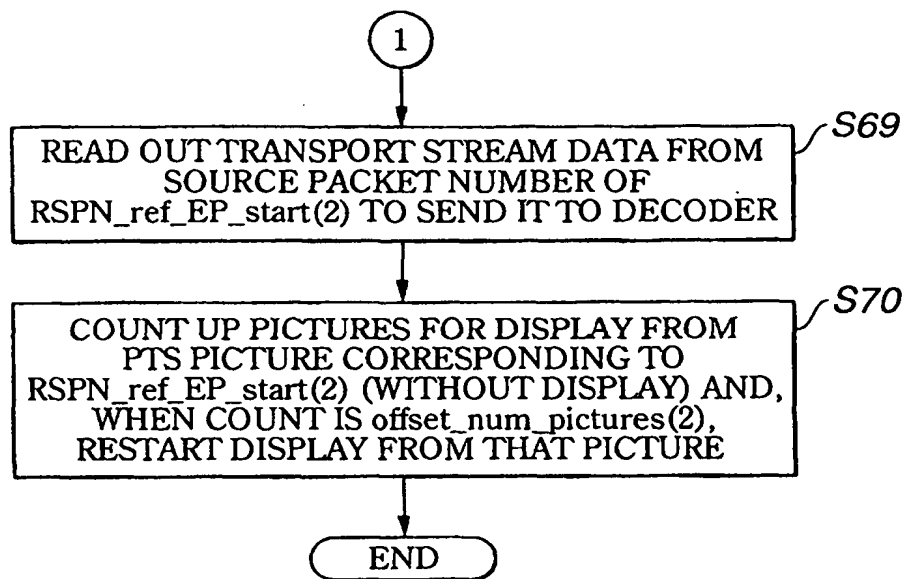 1
READ OUT TRANSPORT STREAM DATA FROM
SOURCE PACKET NUMBER OF
RSPN_ref_EP_start(2) TO SEND IT TO DECODER
S69
COUNT UP PICTURES FOR DISPLAY FROM
PTS PICTURE CORRESPONDING TO
RSPN_ref_EP_start(2) (WITHOUT DISPLAY) AND,
WHEN COUNT IS offset_num_pictures(2),
RESTART DISPLAY FROM THAT PICTURE
S70
END